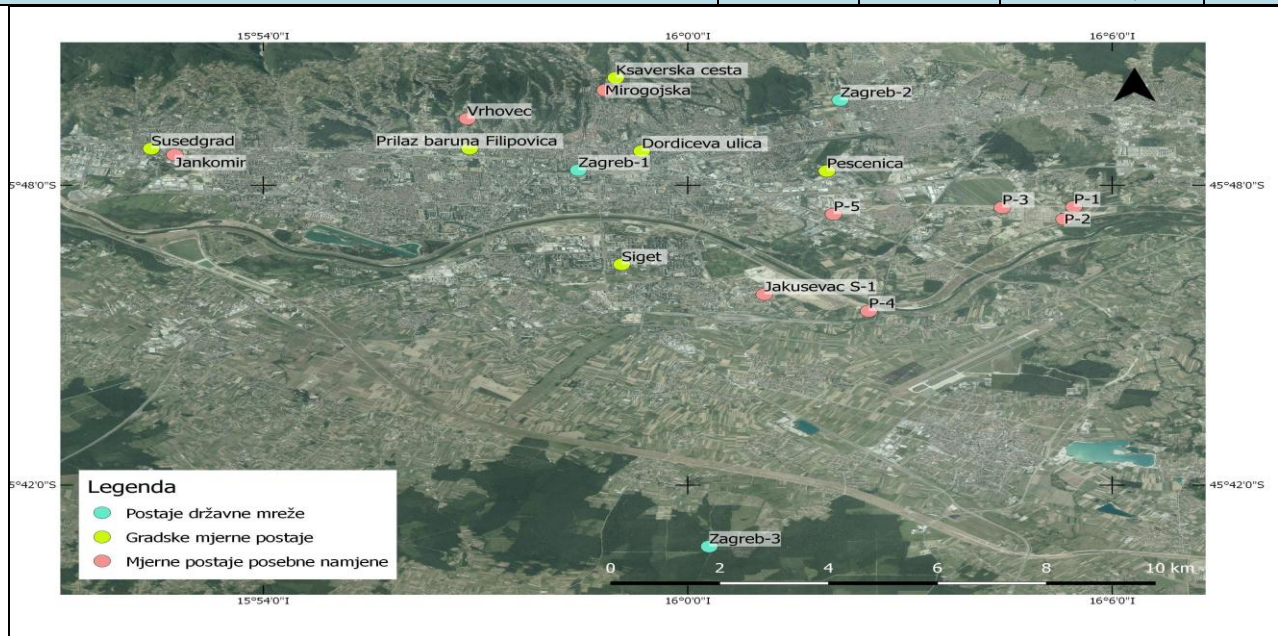 15°54'0"I
16°0'0"I
16°6'0"I
Ksaverska cesta
Mirogojska
Zagreb-2
Vrhovec
Susedgrad
Prilaz baruna Filipovica
Dordiceva ulica
Jankomir
Zagreb-1
Pescenica
5°48'0"S
45°48'0"S
P-3
P-1
P-5
P-2
Siget
Jakusevac S-1
P-4
5°42'0"S
45°42'0"S
Legenda
Postaje državne mreže
Gradske mjerne postaje
Mjerne postaje posebne namjene
Zagreb-3
0
2
4
6
8
10 km
15°54'0"I
16°0'0"I
16°6'0"I